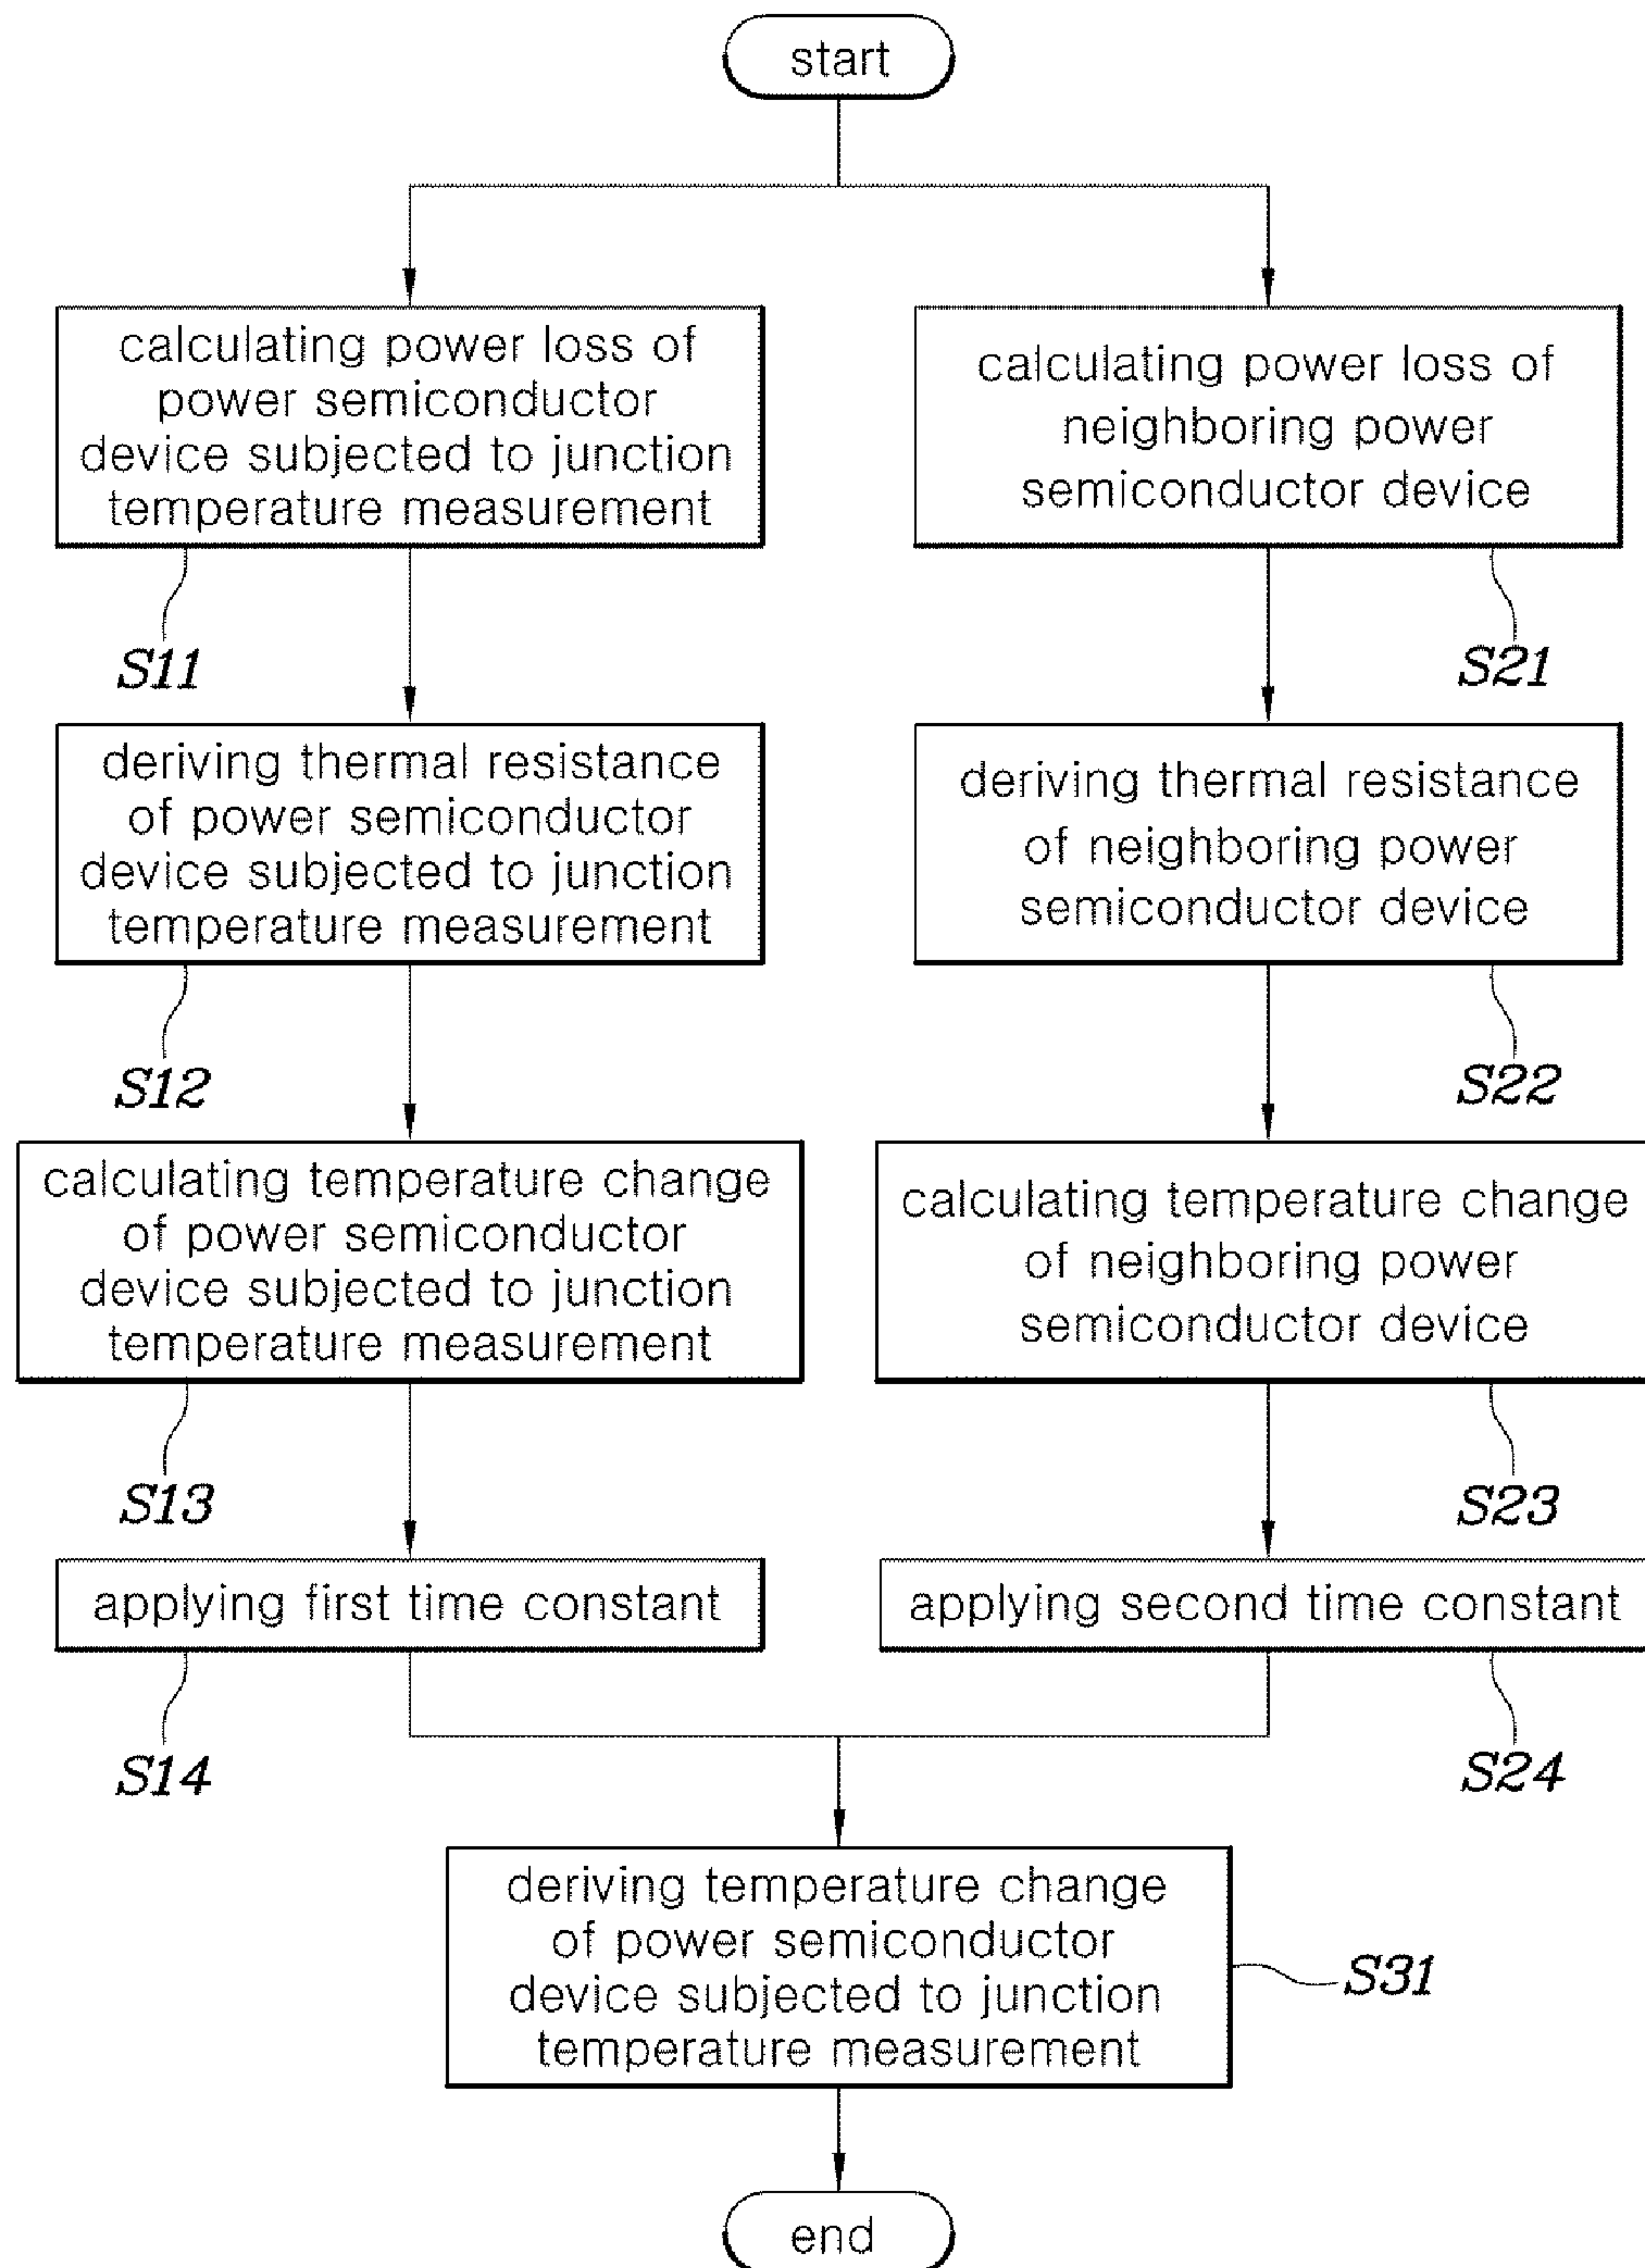 start
calculating power loss of
power semiconductor
device subjected to junction
temperature measurement
S11
calculating power loss of
neighboring power
semiconductor device
S21
deriving thermal resistance
of power semiconductor
device subjected to junction
temperature measurement
S12
deriving thermal resistance
of neighboring power
semiconductor device
S22
calculating temperature change
of power semiconductor
device subjected to junction
temperature measurement
S13
calculating temperature change
of neighboring power
semiconductor device
S23
applying first time constant
S14
applying second time constant
S24
deriving temperature change
of power semiconductor
device subjected to junction
temperature measurement
S31
end